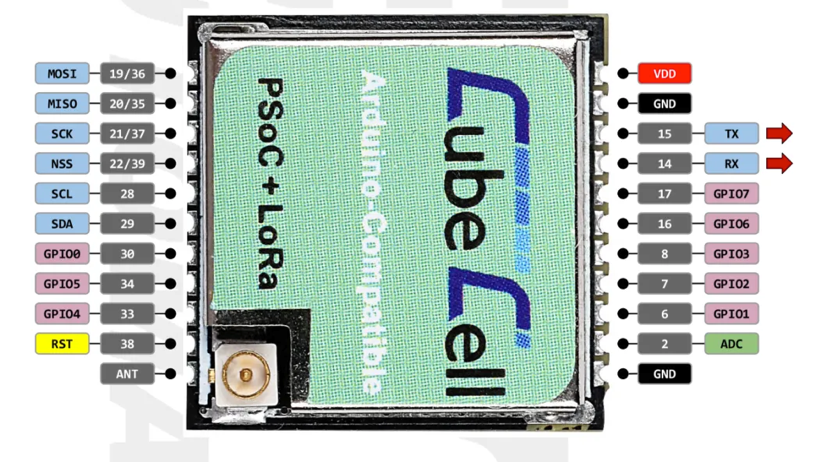 MOSI 19/36
MISO 20/35
SCK 21/37
NSS 22/39
SCL 28
SDA 29
GPIO0 30
GPIO5 34
GPIO4 33
RST 38
ANT
PSoC + LoRa
Arduino-Compatible
CubeCell
VDD
GND
15 TX
14 RX
17 GPIO7
16 GPIO6
8 GPIO3
7 GPIO2
6 GPIO1
2 ADC
GND